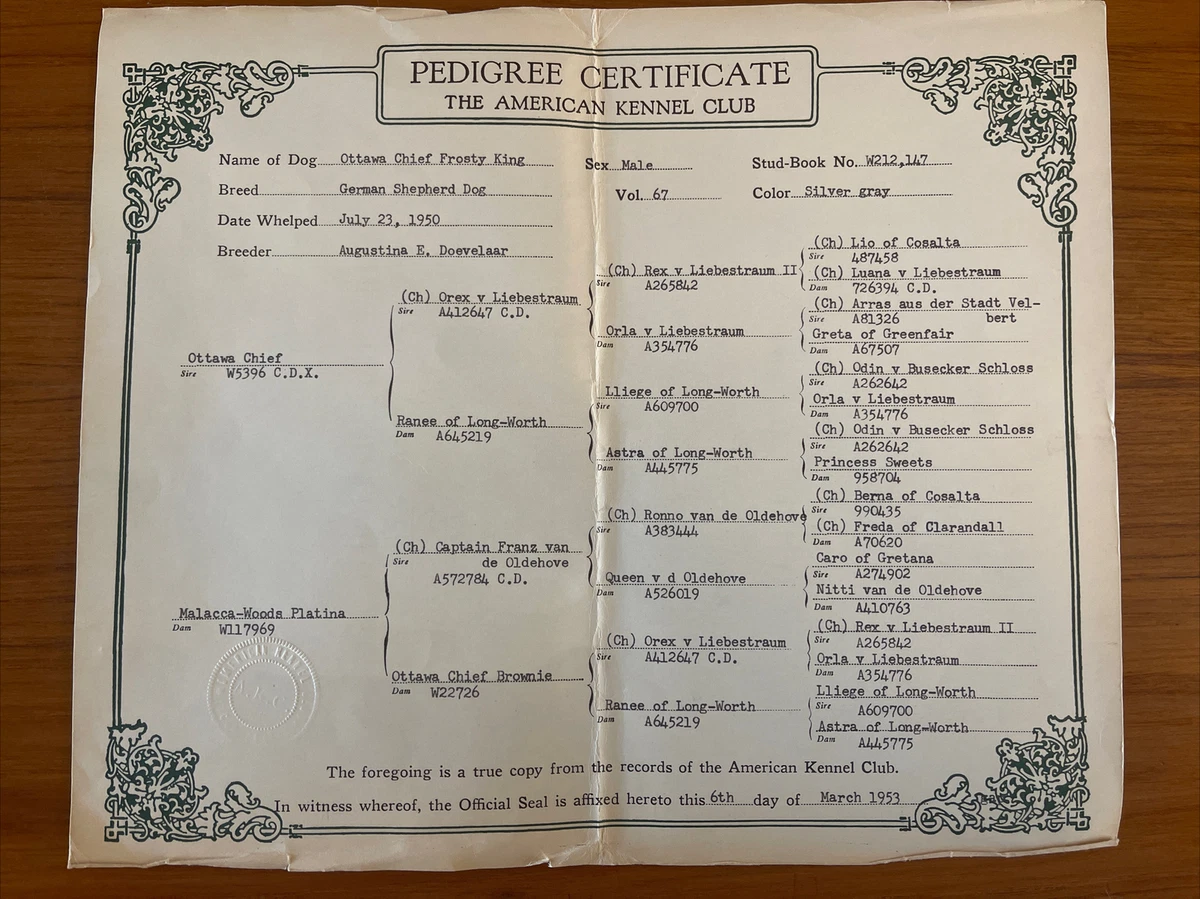 PEDIGREE CERTIFICATE
THE AMERICAN KENNEL CLUB
Name of Dog Ottawa Chief Frosty King Sex Male Stud-Book No. W212,147
Breed German Shepherd Dog Vol. 67 Color Silver gray
Date Whelped July 23, 1950
Breeder Augustina E. Doevelaar
Ottawa Chief
Sire W5396 C.D.X.
Malacca-Woods Platina
Dam W117969
(Ch) Orex v Liebestraum
Sire A412647 C.D.
Ranee of Long-Worth
Dam A645219
(Ch) Captain Franz van
Sire de Oldehove
A572784 C.D.
Ottawa Chief Brownie
Dam W22726
(Ch) Rex v Liebestraum II
Sire A265842
Orla v Liebestraum
Dam A354776
Lliege of Long-Worth
Sire A609700
Astra of Long-Worth
Dam A445775
(Ch) Ronno van de Oldehove
Sire A383444
Queen v d Oldehove
Dam A526019
(Ch) Orex v Liebestraum
Sire A412647 C.D.
Ranee of Long-Worth
Dam A645219
(Ch) Lio of Cosalta
Sire 487458
(Ch) Luana v Liebestraum
Dam 726394 C.D.
(Ch) Arras aus der Stadt Vel-
Sire A81326 bert
Greta of Greenfair
Dam A67507
(Ch) Odin v Busecker Schloss
Sire A262642
Orla v Liebestraum
Dam A354776
(Ch) Odin v Busecker Schloss
Sire A262642
Princess Sweets
Dam 958704
(Ch) Berna of Cosalta
Sire 990435
(Ch) Freda of Clarandall
Dam A70620
Caro of Gretana
Sire A274902
Nitti van de Oldehove
Dam A410763
(Ch) Rex v Liebestraum II
Sire A265842
Orla v Liebestraum
Dam A354776
Lliege of Long-Worth
Sire A609700
Astra of Long-Worth
Dam A445775
The foregoing is a true copy from the records of the American Kennel Club.
In witness whereof, the Official Seal is affixed hereto this 6th day of March 1953